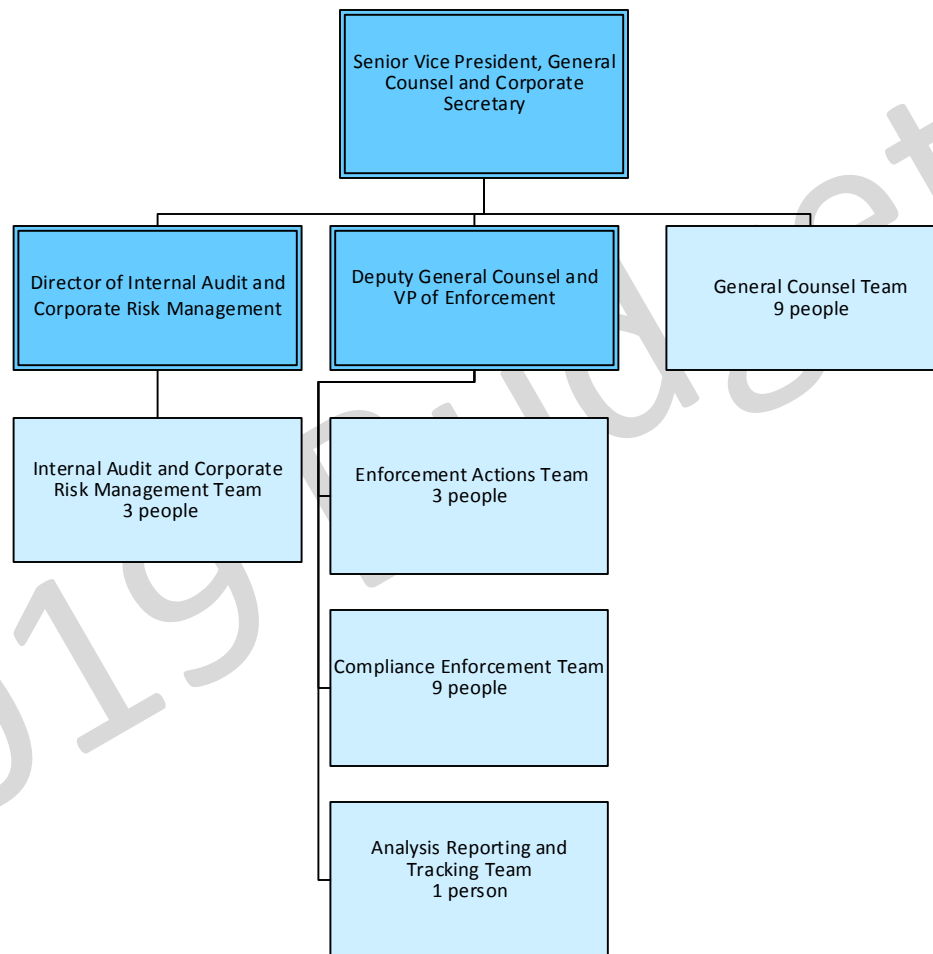 Senior Vice President, General
Counsel and Corporate
Secretary
Director of Internal Audit and
Corporate Risk Management
Deputy General Counsel and
VP of Enforcement
General Counsel Team
9 people
Internal Audit and Corporate
Risk Management Team
3 people
Enforcement Actions Team
3 people
Compliance Enforcement Team
9 people
Analysis Reporting and
Tracking Team
1 person
019 Budget